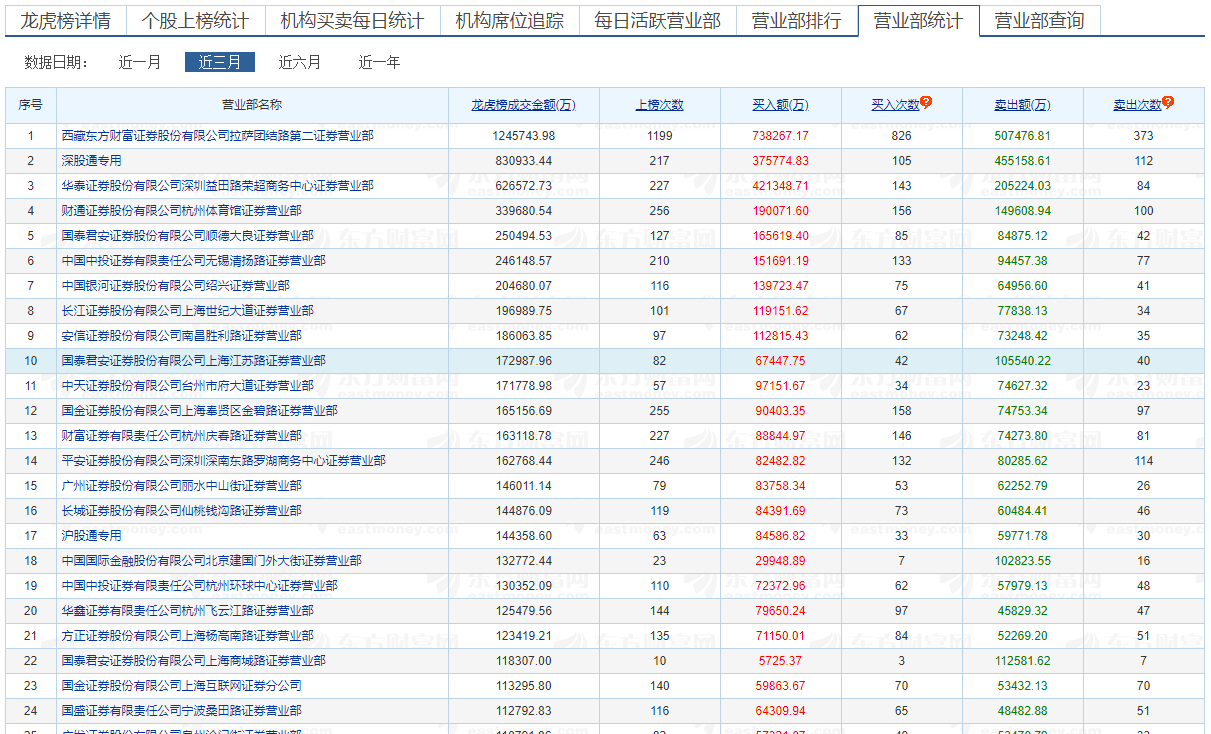 龙虎榜详情 个股上榜统计 机构买卖每日统计 机构席位追踪 每日活跃营业部 营业部排行 营业部统计 营业部查询
数据日期： 近一月 近三月 近六月 近一年
序号 营业部名称 龙虎榜成交金额(万) 上榜次数 买入额(万) 买入次数? 卖出额(万) 卖出次数?
1 西藏东方财富证券股份有限公司拉萨团结路第二证券营业部 1245743.98 1199 738267.17 826 507476.81 373
2 深股通专用 830933.44 217 375774.83 105 455158.61 112
3 华泰证券股份有限公司深圳益田路荣超商务中心证券营业部 626572.73 227 421348.71 143 205224.03 84
4 财通证券股份有限公司杭州体育馆证券营业部 339680.54 256 190071.60 156 149608.94 100
5 国泰君安证券股份有限公司顺德大良证券营业部 250494.53 127 165619.40 85 84875.12 42
6 中国中投证券有限责任公司无锡清扬路证券营业部 246148.57 210 151691.19 133 94457.38 77
7 中国银河证券股份有限公司绍兴证券营业部 204680.07 116 139723.47 75 64956.60 41
8 长江证券股份有限公司上海世纪大道证券营业部 196989.75 101 119151.62 67 77838.13 34
9 安信证券股份有限公司南昌胜利路证券营业部 186063.85 97 112815.43 62 73248.42 35
10 国泰君安证券股份有限公司上海江苏路证券营业部 172987.96 82 67447.75 42 105540.22 40
11 中天证券股份有限公司台州市府大道证券营业部 171778.98 57 97151.67 34 74627.32 23
12 国金证券股份有限公司上海奉贤区金碧路证券营业部 165156.69 255 90403.35 158 74753.34 97
13 财富证券有限责任公司杭州庆春路证券营业部 163118.78 227 88844.97 146 74273.80 81
14 平安证券股份有限公司深圳深南东路罗湖商务中心证券营业部 162768.44 246 82482.82 132 80285.62 114
15 广州证券股份有限公司丽水中山街证券营业部 146011.14 79 83758.34 53 62252.79 26
16 长城证券股份有限公司仙桃钱沟路证券营业部 144876.09 119 84391.69 73 60484.41 46
17 沪股通专用 144358.60 63 84586.82 33 59771.78 30
18 中国国际金融股份有限公司北京建国门外大街证券营业部 132772.44 23 29948.89 7 102823.55 16
19 中国中投证券有限责任公司杭州环球中心证券营业部 130352.09 110 72372.96 62 57979.13 48
20 华鑫证券有限责任公司杭州飞云江路证券营业部 125479.56 144 79650.24 97 45829.32 47
21 方正证券股份有限公司上海杨高南路证券营业部 123419.21 135 71150.01 84 52269.20 51
22 国泰君安证券股份有限公司上海商城路证券营业部 118307.00 10 5725.37 3 112581.62 7
23 国金证券股份有限公司上海互联网证券分公司 113295.80 140 59863.67 70 53432.13 70
24 国盛证券有限责任公司宁波桑田路证券营业部 112792.83 116 64309.94 65 48482.88 51